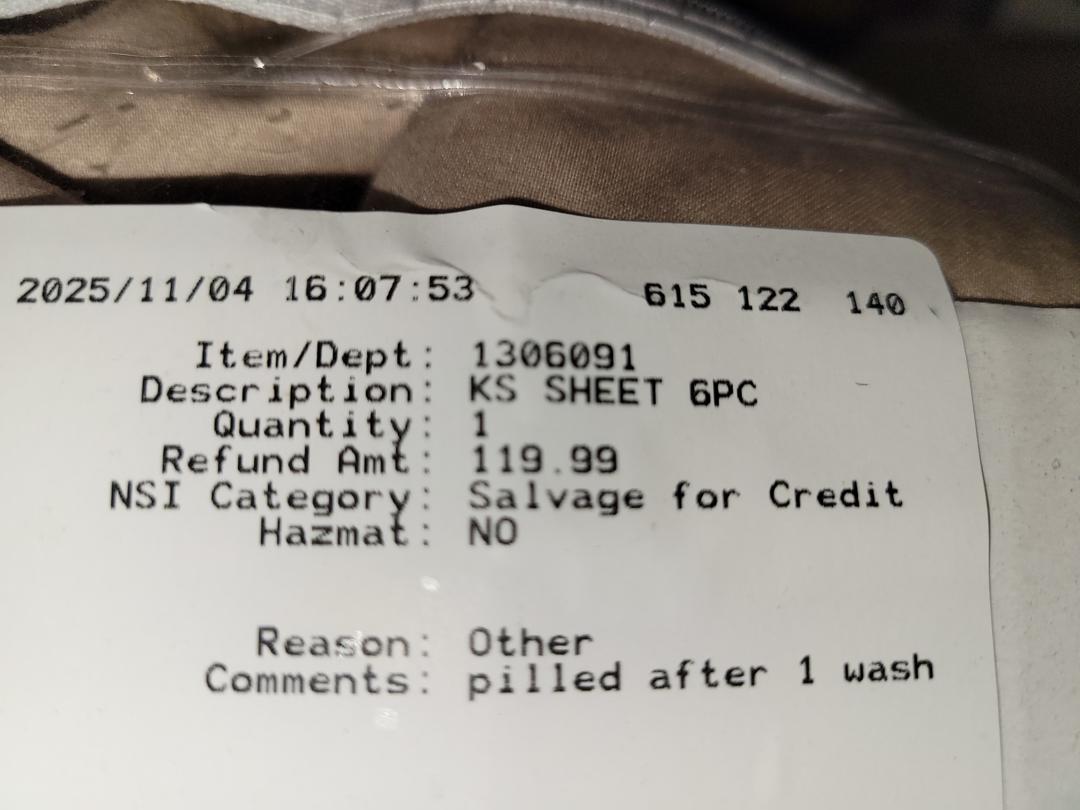 2025/11/04 16:07:53 615 122 140
Item/Dept: 1306091
Description: KS SHEET 6PC
Quantity: 1
Refund Amt: 119.99
NSI Category: Salvage for Credit
Hazmat: NO
Reason: Other
Comments: pilled after 1 wash